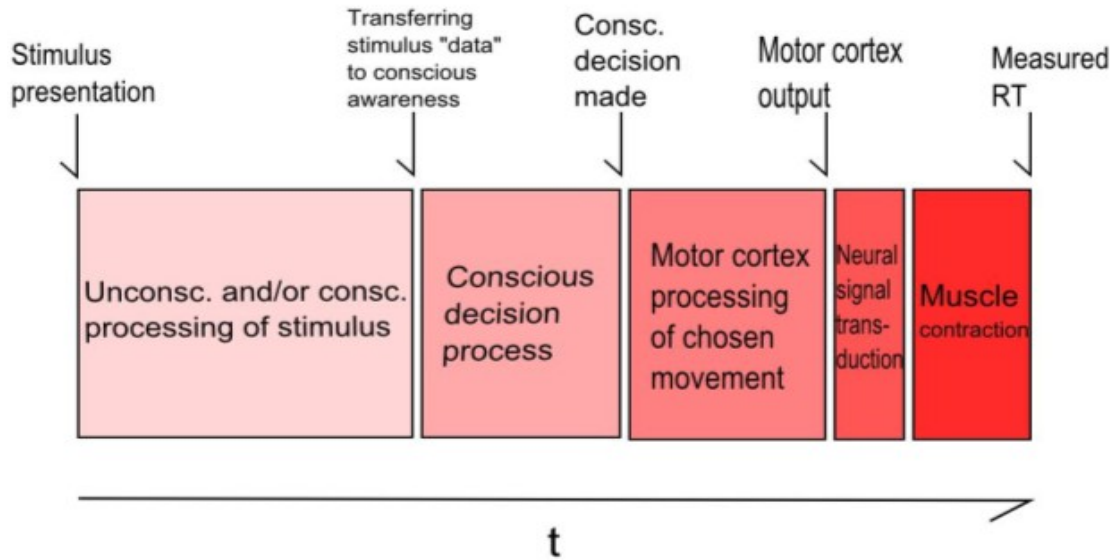 Stimulus
presentation
Transferring
stimulus "data"
to conscious
awareness
Consc.
decision
made
Motor cortex
output
Measured
RT
Unconsc. and/or consc.
processing of stimulus
Conscious
decision
process
Motor cortex
processing
of chosen
movement
Neural
signal
trans-
duction
Muscle
contraction
t